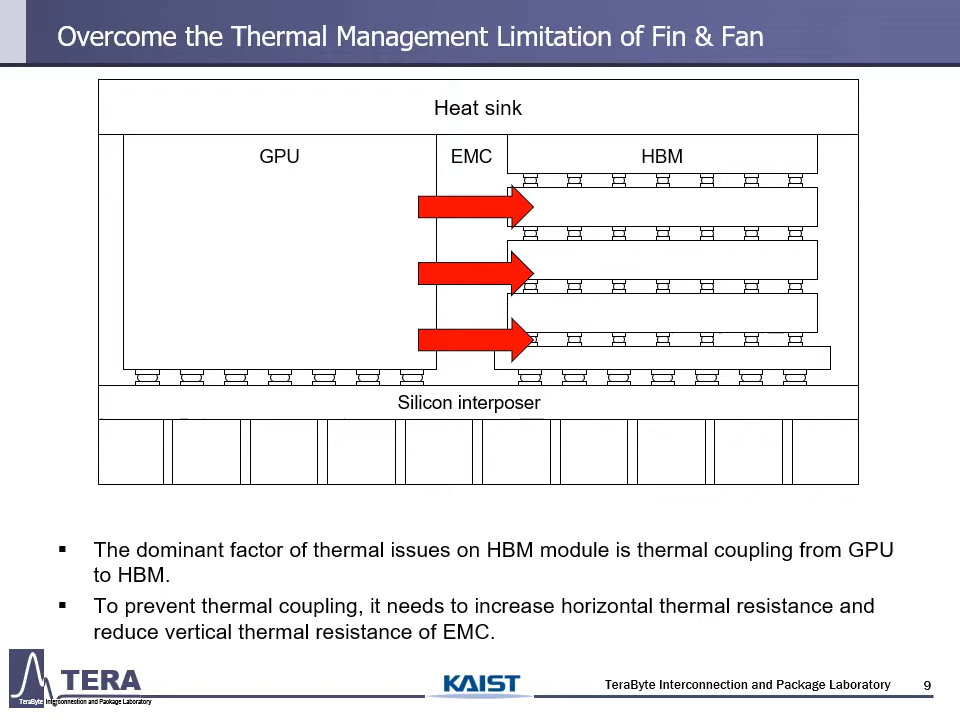 Overcome the Thermal Management Limitation of Fin & Fan
Heat sink
GPU
EMC
HBM
Silicon interposer
▪ The dominant factor of thermal issues on HBM module is thermal coupling from GPU
to HBM.
▪ To prevent thermal coupling, it needs to increase horizontal thermal resistance and
reduce vertical thermal resistance of EMC.
TERA
TeraByte Interconnection and Package Laboratory
KAIST
TeraByte Interconnection and Package Laboratory
9